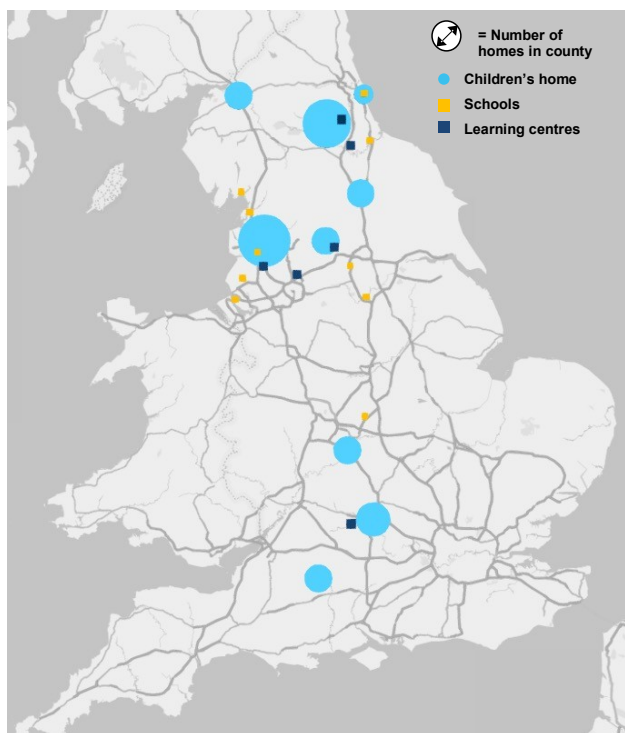 = Number of
homes in county
Children's home
Schools
Learning centres